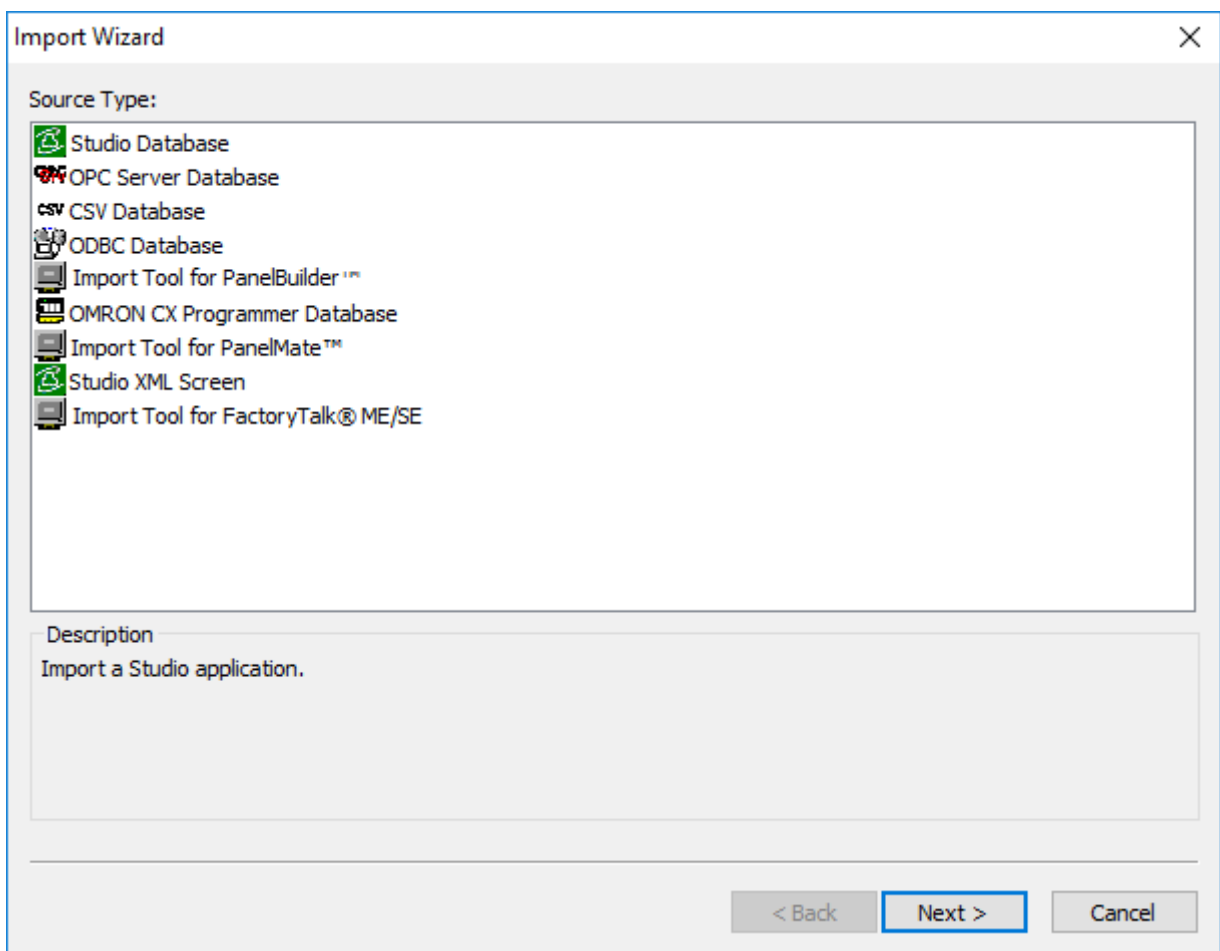 Import Wizard
Source Type:
Studio Database
OPC Server Database
CSV CSV Database
ODBC Database
Import Tool for PanelBuilder™
OMRON CX Programmer Database
Import Tool for PanelMate™
Studio XML Screen
Import Tool for FactoryTalk® ME/SE
Description
Import a Studio application.
< Back Next > Cancel